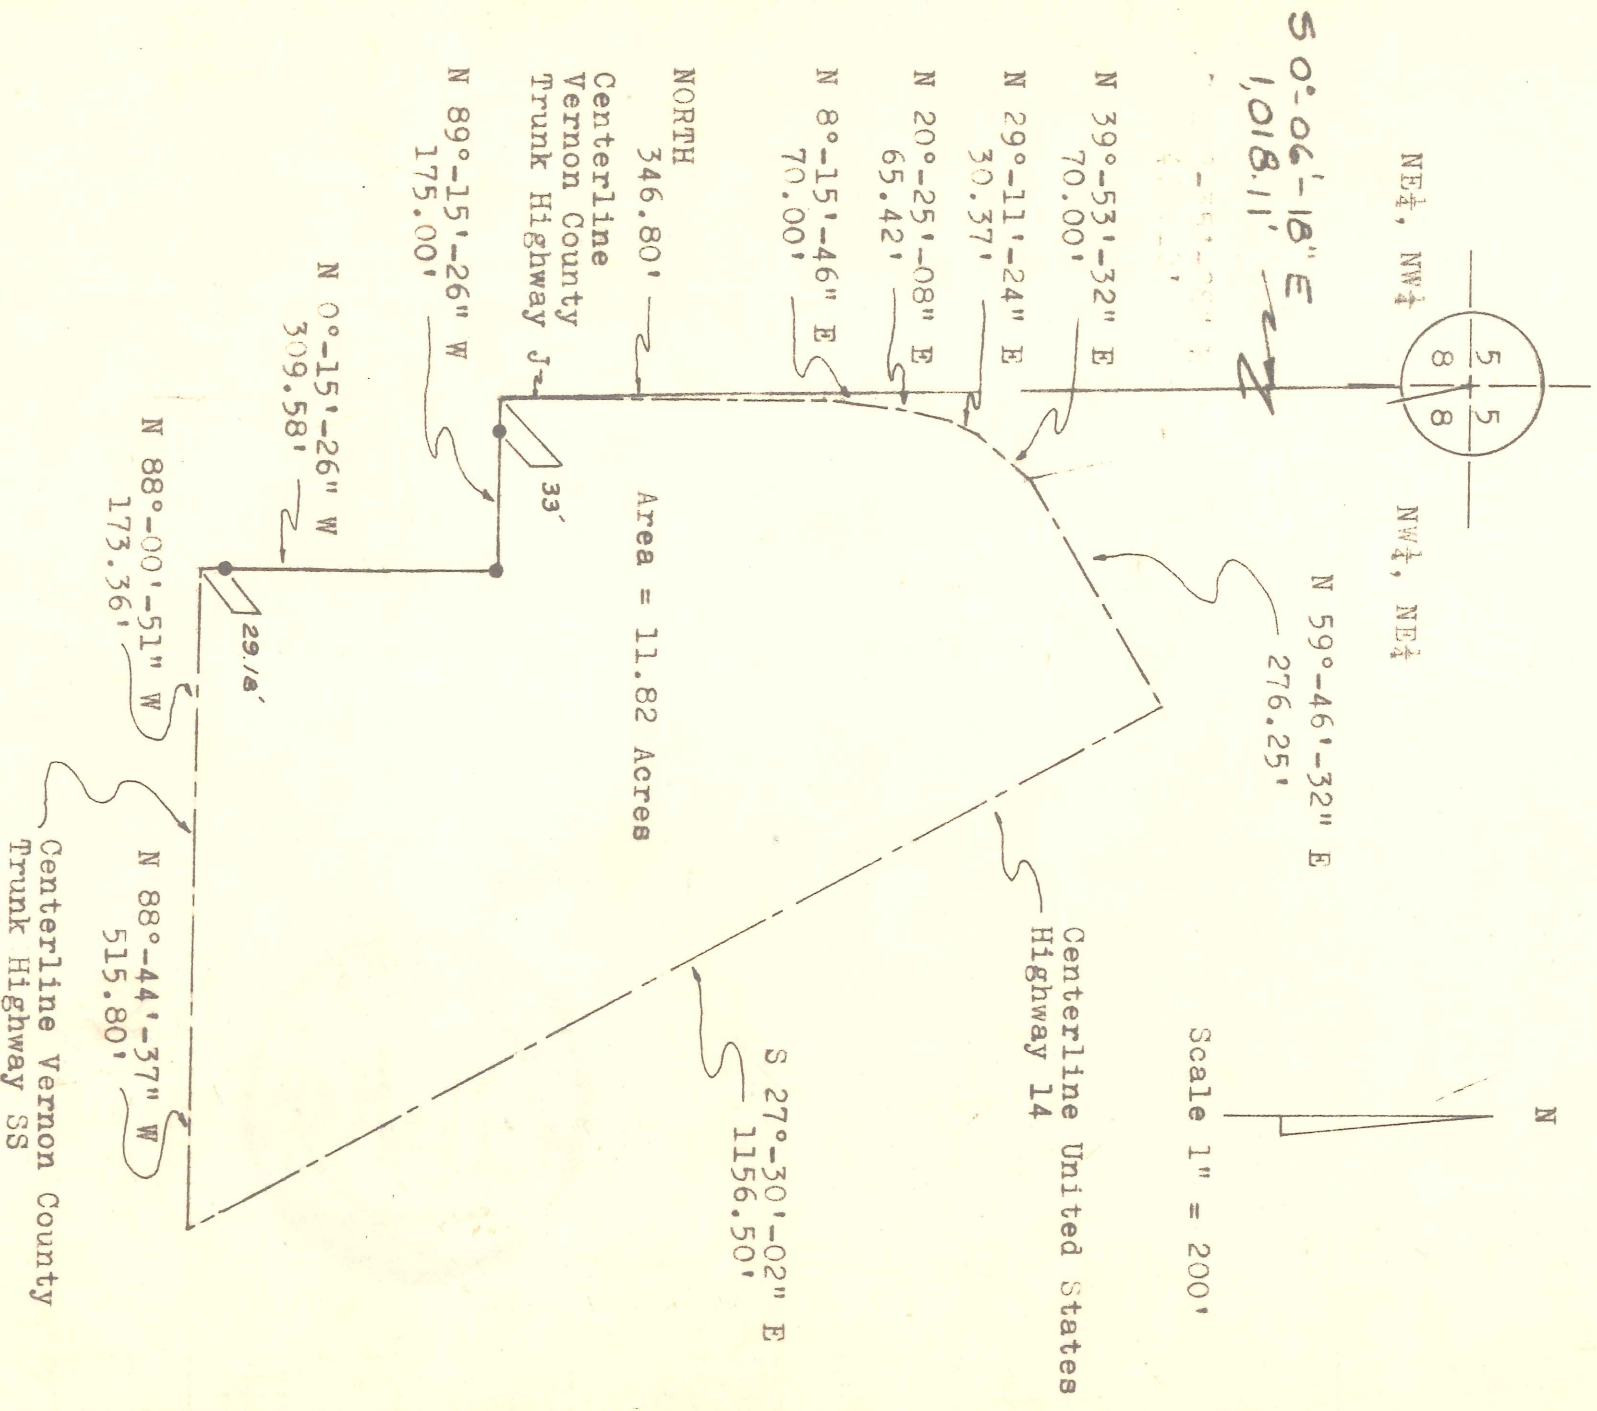 N
NE¼, NW¼
5 5
8 8
NW¼, NE¼
S 0°-06'-18" E
1,018.11'
N 59°-46'-32" E
276.25'
Scale 1" = 200'
N 39°-53'-32" E
70.00'
N 29°-11'-24" E
30.37'
N 20°-25'-08" E
65.42'
N 8°-15'-46" E
70.00'
Centerline United States
Highway 14
NORTH
346.80'
Area = 11.82 Acres
S 27°-30'-02" E
1156.50'
Centerline
Vernon County
Trunk Highway J
33'
N 89°-15'-26" W
175.00'
N 0°-15'-26" W
309.58'
29.18'
N 88°-00'-51" W
173.36'
N 88°-44'-37" W
515.80'
Centerline Vernon County
Trunk Highway SS